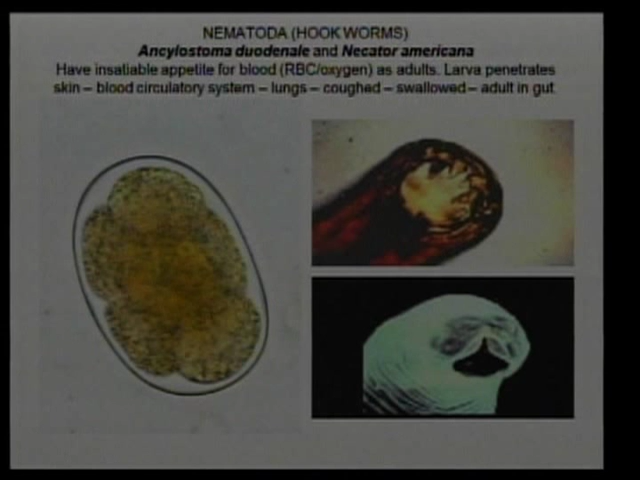 NEMATODA (HOOK WORMS)
Ancylostoma duodenale and Necator americana
Have insatiable appetite for blood (RBC/oxygen) as adults. Larva penetrates
skin – blood circulatory system – lungs – coughed – swallowed – adult in gut